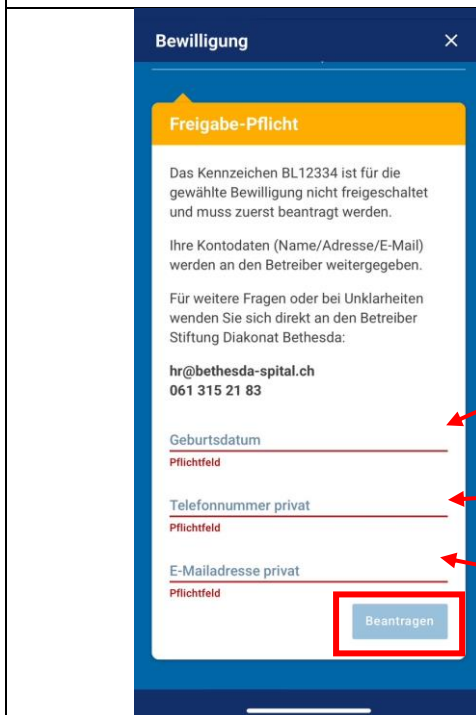 Bewilligung
Freigabe-Pflicht
Das Kennzeichen BL12334 ist für die
gewählte Bewilligung nicht freigeschaltet
und muss zuerst beantragt werden.
Ihre Kontodaten (Name/Adresse/E-Mail)
werden an den Betreiber weitergegeben.
Für weitere Fragen oder bei Unklarheiten
wenden Sie sich direkt an den Betreiber
Stiftung Diakonat Bethesda:
hr@bethesda-spital.ch
061 315 21 83
Geburtsdatum
Pflichtfeld
Telefonnummer privat
Pflichtfeld
E-Mailadresse privat
Pflichtfeld
Beantragen